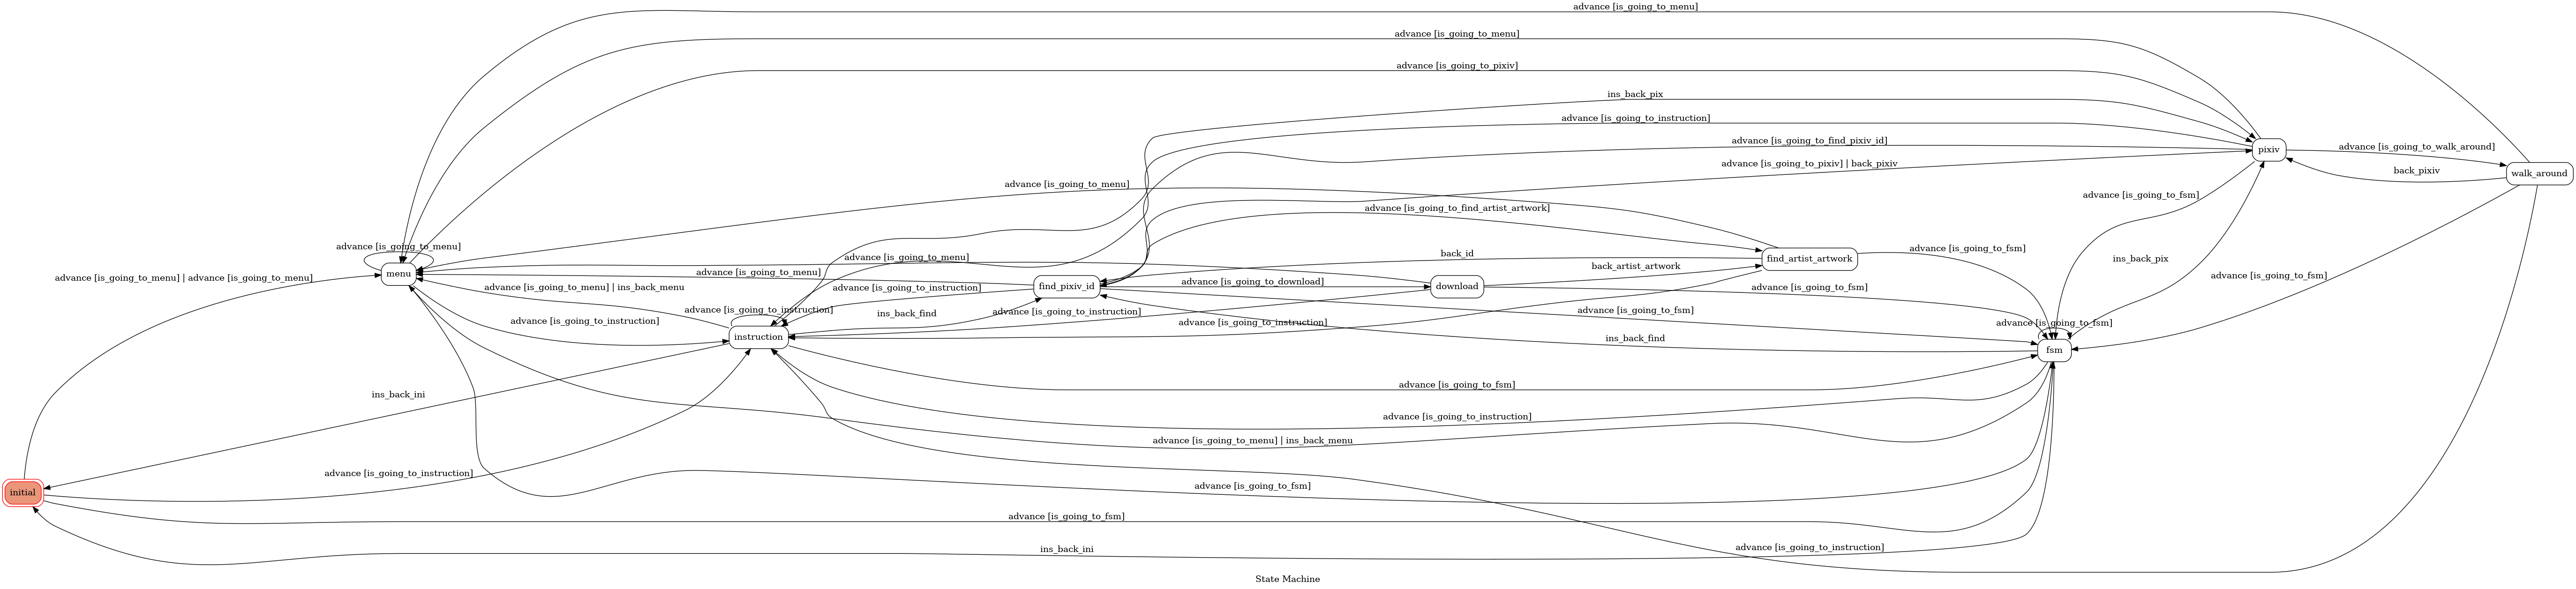 advance [is_going_to_menu]
advance [is_going_to_menu]
advance [is_going_to_pixiv]
ins_back_pix
advance [is_going_to_instruction]
advance [is_going_to_find_pixiv_id]
pixiv
advance [is_going_to_walk_around]
advance [is_going_to_pixiv] | back_pixiv
back_pixiv
walk_around
advance [is_going_to_menu]
advance [is_going_to_fsm]
advance [is_going_to_find_artist_artwork]
advance [is_going_to_menu]
advance [is_going_to_fsm]
back_id
advance [is_going_to_menu]
find_artist_artwork
ins_back_pix
back_artist_artwork
menu
advance [is_going_to_menu]
advance [is_going_to_fsm]
advance [is_going_to_menu] | advance [is_going_to_menu]
advance [is_going_to_download]
find_pixiv_id
download
advance [is_going_to_menu] | ins_back_menu
advance [is_going_to_instruction]
advance [is_going_to_fsm]
advance [is_going_to_instruction]
ins_back_find
advance [is_going_to_instruction]
advance [is_going_to_fsm]
advance [is_going_to_instruction]
advance [is_going_to_instruction]
advance [is_going_to_fsm]
instruction
ins_back_find
fsm
advance [is_going_to_fsm]
ins_back_ini
advance [is_going_to_instruction]
advance [is_going_to_menu] | ins_back_menu
advance [is_going_to_instruction]
advance [is_going_to_fsm]
initial
advance [is_going_to_fsm]
ins_back_ini
advance [is_going_to_instruction]
State Machine